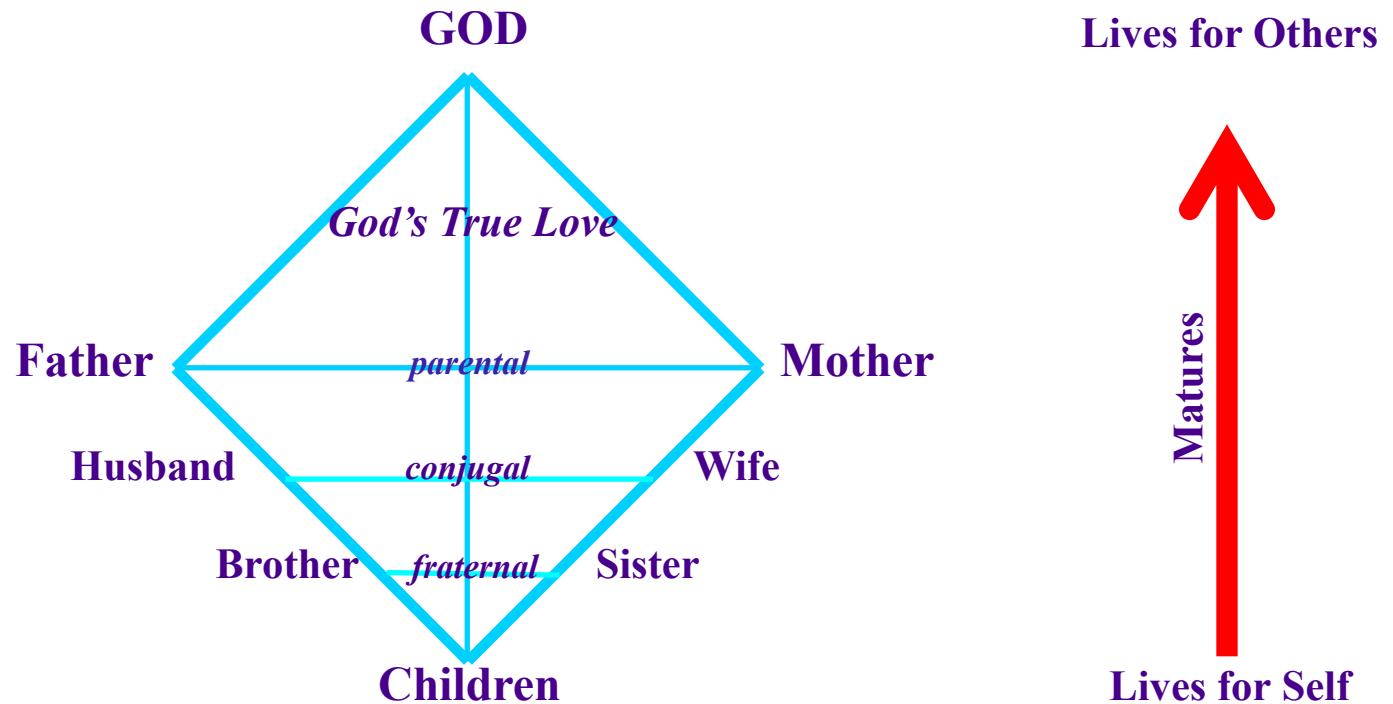 GOD
Lives for Others
God’s True Love
Father
parental
Mother
Matures
Husband
conjugal
Wife
Brother
fraternal
Sister
Children
Lives for Self